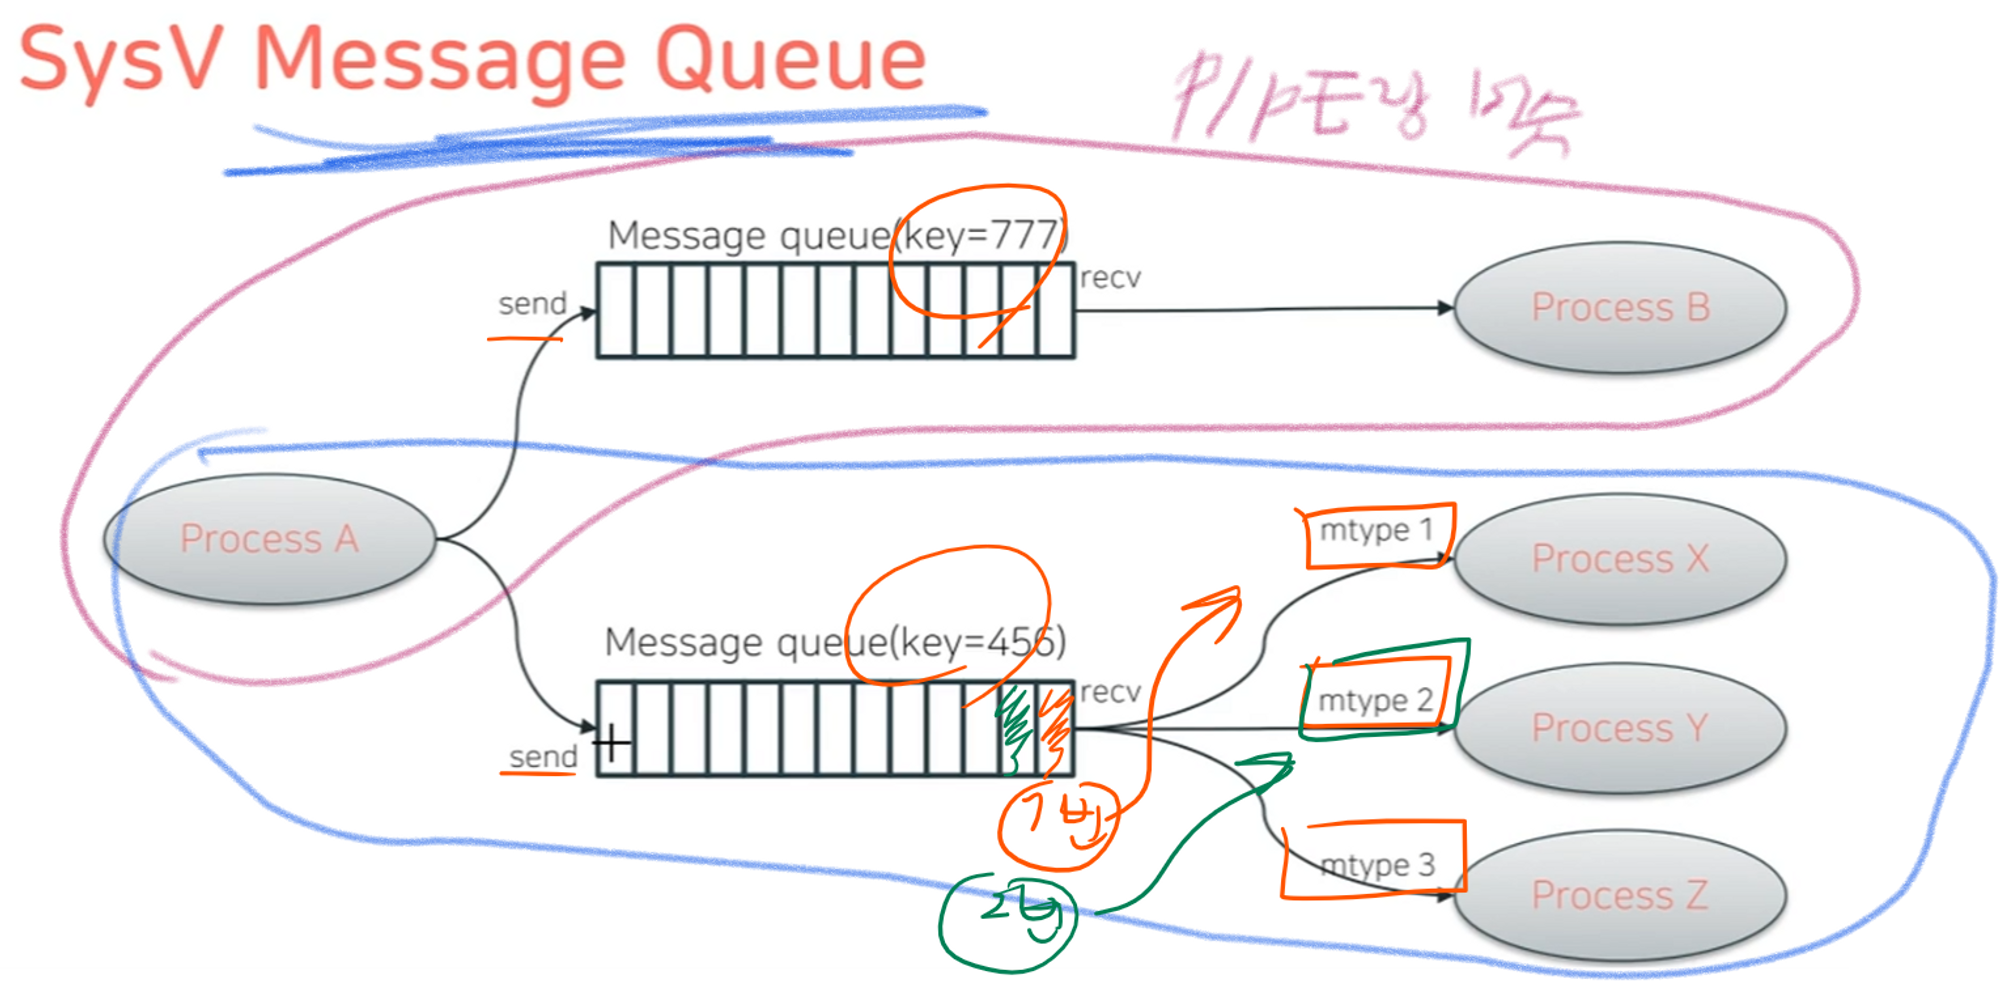 SysV Message Queue
PIPE랑 비슷
Message queue(key=777)
send
recv
Process B
Process A
mtype 1
Process X
Message queue(key=456)
recv
mtype 2
Process Y
send
1번
mtype 3
Process Z
2번